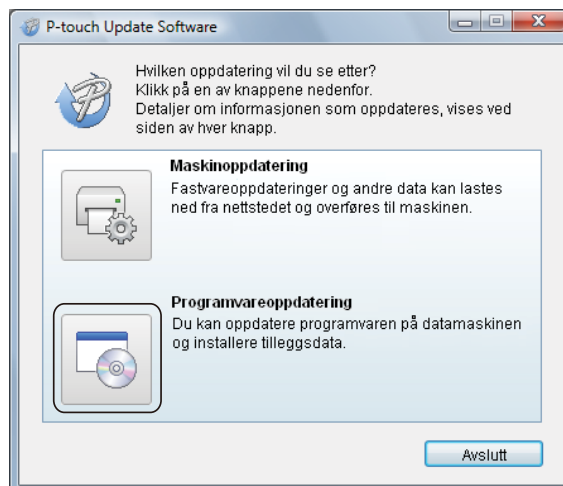 P-touch Update Software
Hvilken oppdatering vil du se etter?
Klikk på en av knappene nedenfor.
Detaljer om informasjonen som oppdateres, vises ved
siden av hver knapp.
Maskinoppdatering
Fastvareoppdateringer og andre data kan lastes
ned fra nettstedet og overføres til maskinen.
Programvareoppdatering
Du kan oppdatere programvaren på datamaskinen
og installere tilleggsdata.
Avslutt